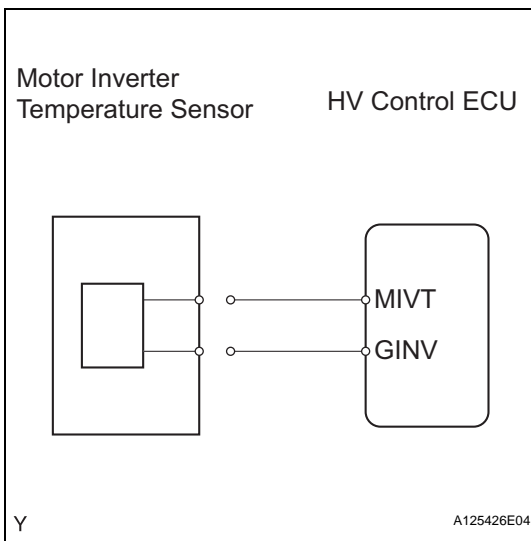 Motor Inverter
Temperature Sensor
HV Control ECU
MIVT
GINV
Y
A125426E04